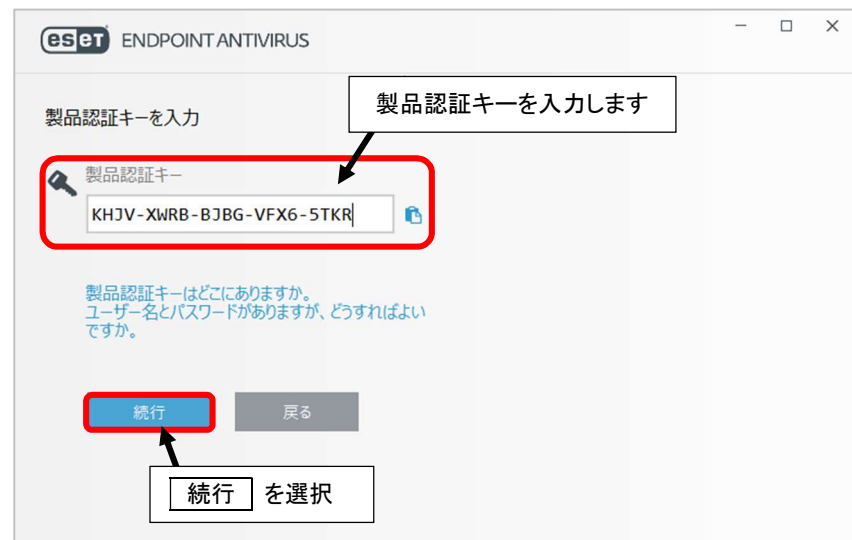 eset ENDPOINT ANTIVIRUS
製品認証キーを入力します
製品認証キーを入力
製品認証キー
KHJV-XWRB-BJBG-VFX6-5TKR
製品認証キーはどこにありますか。
ユーザー名とパスワードがありますが、どうすればよい
ですか。
続行 戻る
続行 を選択